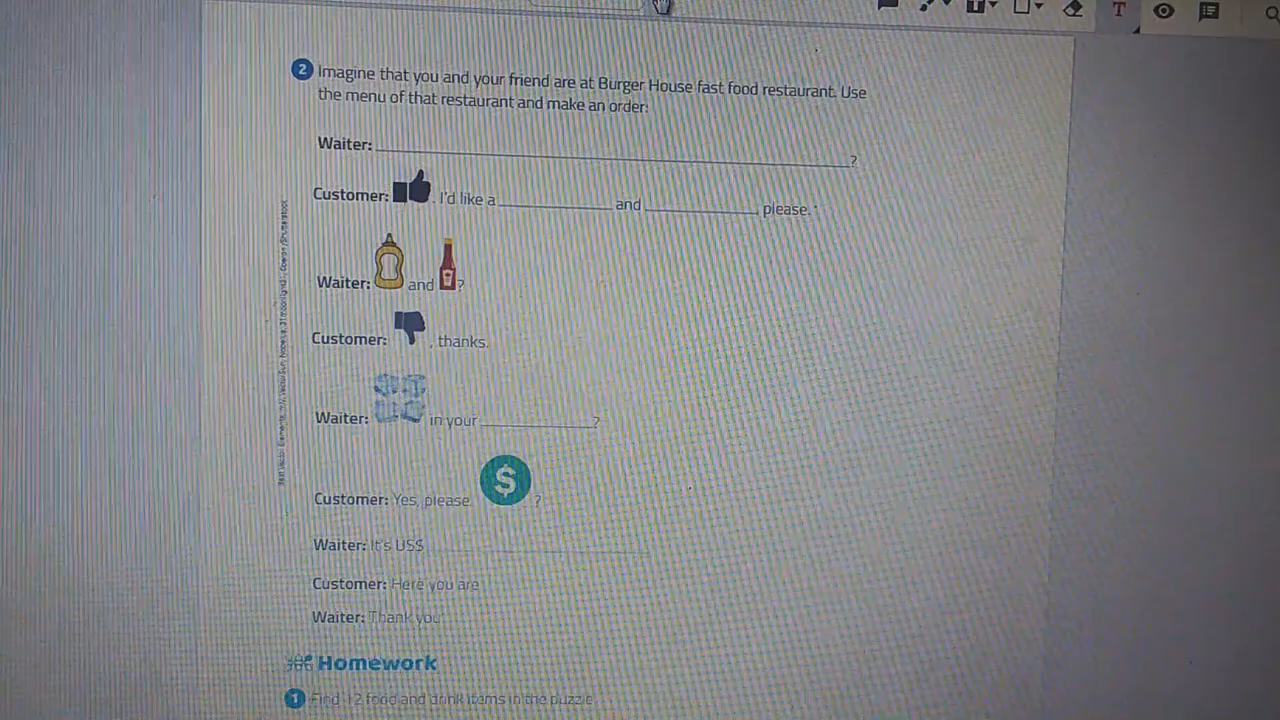 2 Imagine that you and your friend are at Burger House fast food restaurant. Use
the menu of that restaurant and make an order:
Waiter: ?
Customer: . I'd like a and , please.
Waiter: and ?
Customer: , thanks.
Waiter: in your ?
Customer: Yes, please. ?
Waiter: It's US$
Customer: Here you are
Waiter: Thank you
Homework
1 Find 12 food and drink items in the puzzle.
T
$